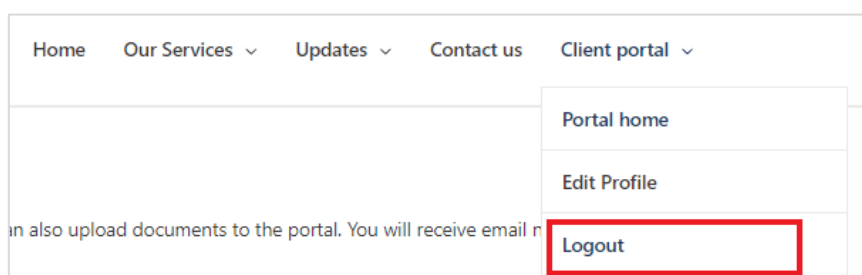 Home Our Services Updates Contact us Client portal
Portal home
Edit Profile
also upload documents to the portal. You will receive email
Logout